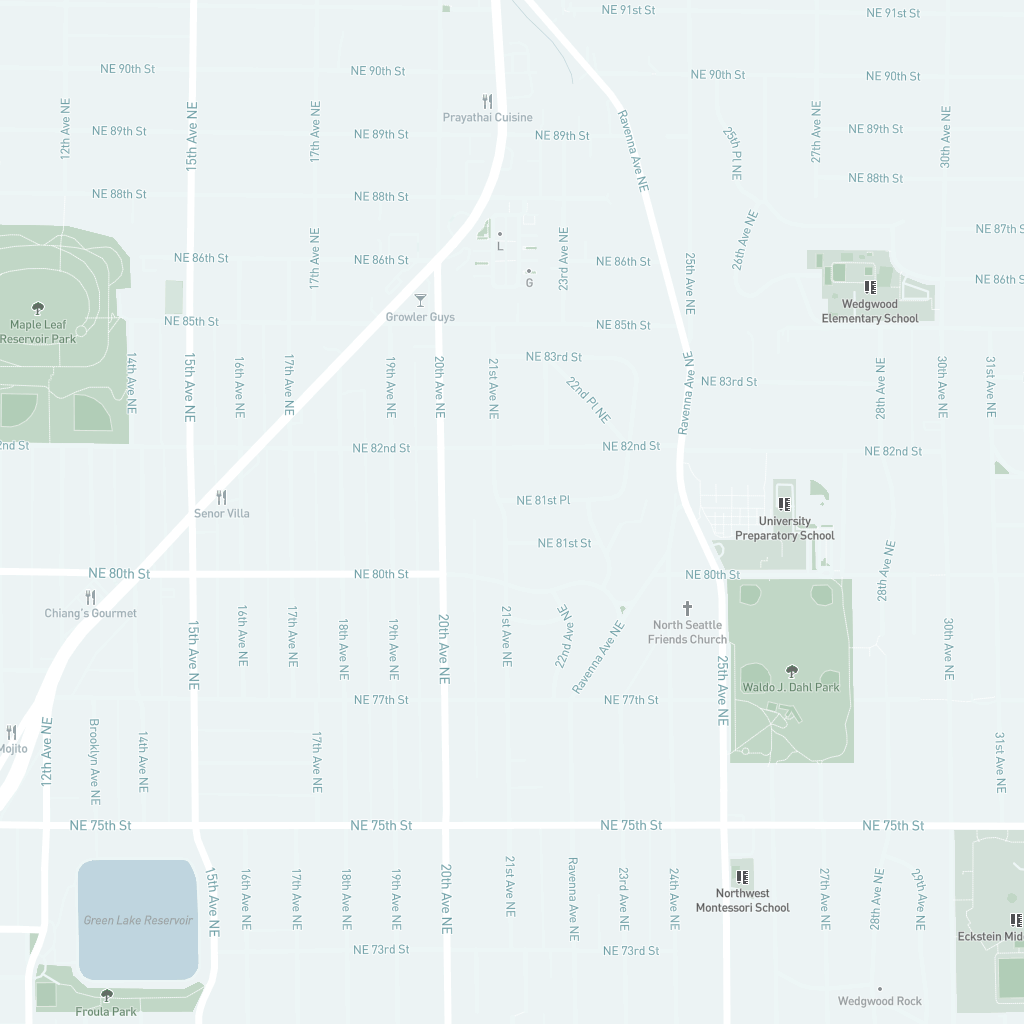 NE 91st St
NE 91st St
NE 90th St
NE 90th St
NE 90th St
NE 90th St
12th Ave NE
15th Ave NE
17th Ave NE
Prayathai Cuisine
Ravenna Ave NE
25th Pl NE
27th Ave NE
30th Ave NE
NE 89th St
NE 89th St
NE 89th St
NE 89th St
NE 88th St
NE 88th St
NE 88th St
NE 87th S
26th Ave NE
17th Ave NE
23rd Ave NE
L
NE 86th St
NE 86th St
NE 86th St
NE 86th S
25th Ave NE
G
Wedgwood
Elementary School
Maple Leaf
Reservoir Park
Growler Guys
NE 85th St
NE 85th St
NE 83rd St
NE 83rd St
14th Ave NE
15th Ave NE
16th Ave NE
17th Ave NE
19th Ave NE
20th Ave NE
21st Ave NE
22nd Pl NE
Ravenna Ave NE
28th Ave NE
30th Ave NE
31st Ave NE
2nd St
NE 82nd St
NE 82nd St
NE 82nd St
Senor Villa
NE 81st Pl
University
Preparatory School
NE 81st St
NE 80th St
NE 80th St
NE 80th St
28th Ave NE
Chiang's Gourmet
North Seattle
Friends Church
15th Ave NE
16th Ave NE
17th Ave NE
18th Ave NE
19th Ave NE
20th Ave NE
21st Ave NE
22nd Ave NE
Ravenna Ave NE
25th Ave NE
30th Ave NE
Waldo J. Dahl Park
NE 77th St
NE 77th St
Mojito
12th Ave NE
Brooklyn Ave NE
14th Ave NE
17th Ave NE
31st Ave NE
NE 75th St
NE 75th St
NE 75th St
NE 75th St
15th Ave NE
16th Ave NE
17th Ave NE
18th Ave NE
19th Ave NE
20th Ave NE
21st Ave NE
Ravenna Ave NE
23rd Ave NE
24th Ave NE
Northwest
Montessori School
27th Ave NE
28th Ave NE
29th Ave NE
Green Lake Reservoir
Eckstein Midd
NE 73rd St
NE 73rd St
Froula Park
Wedgwood Rock